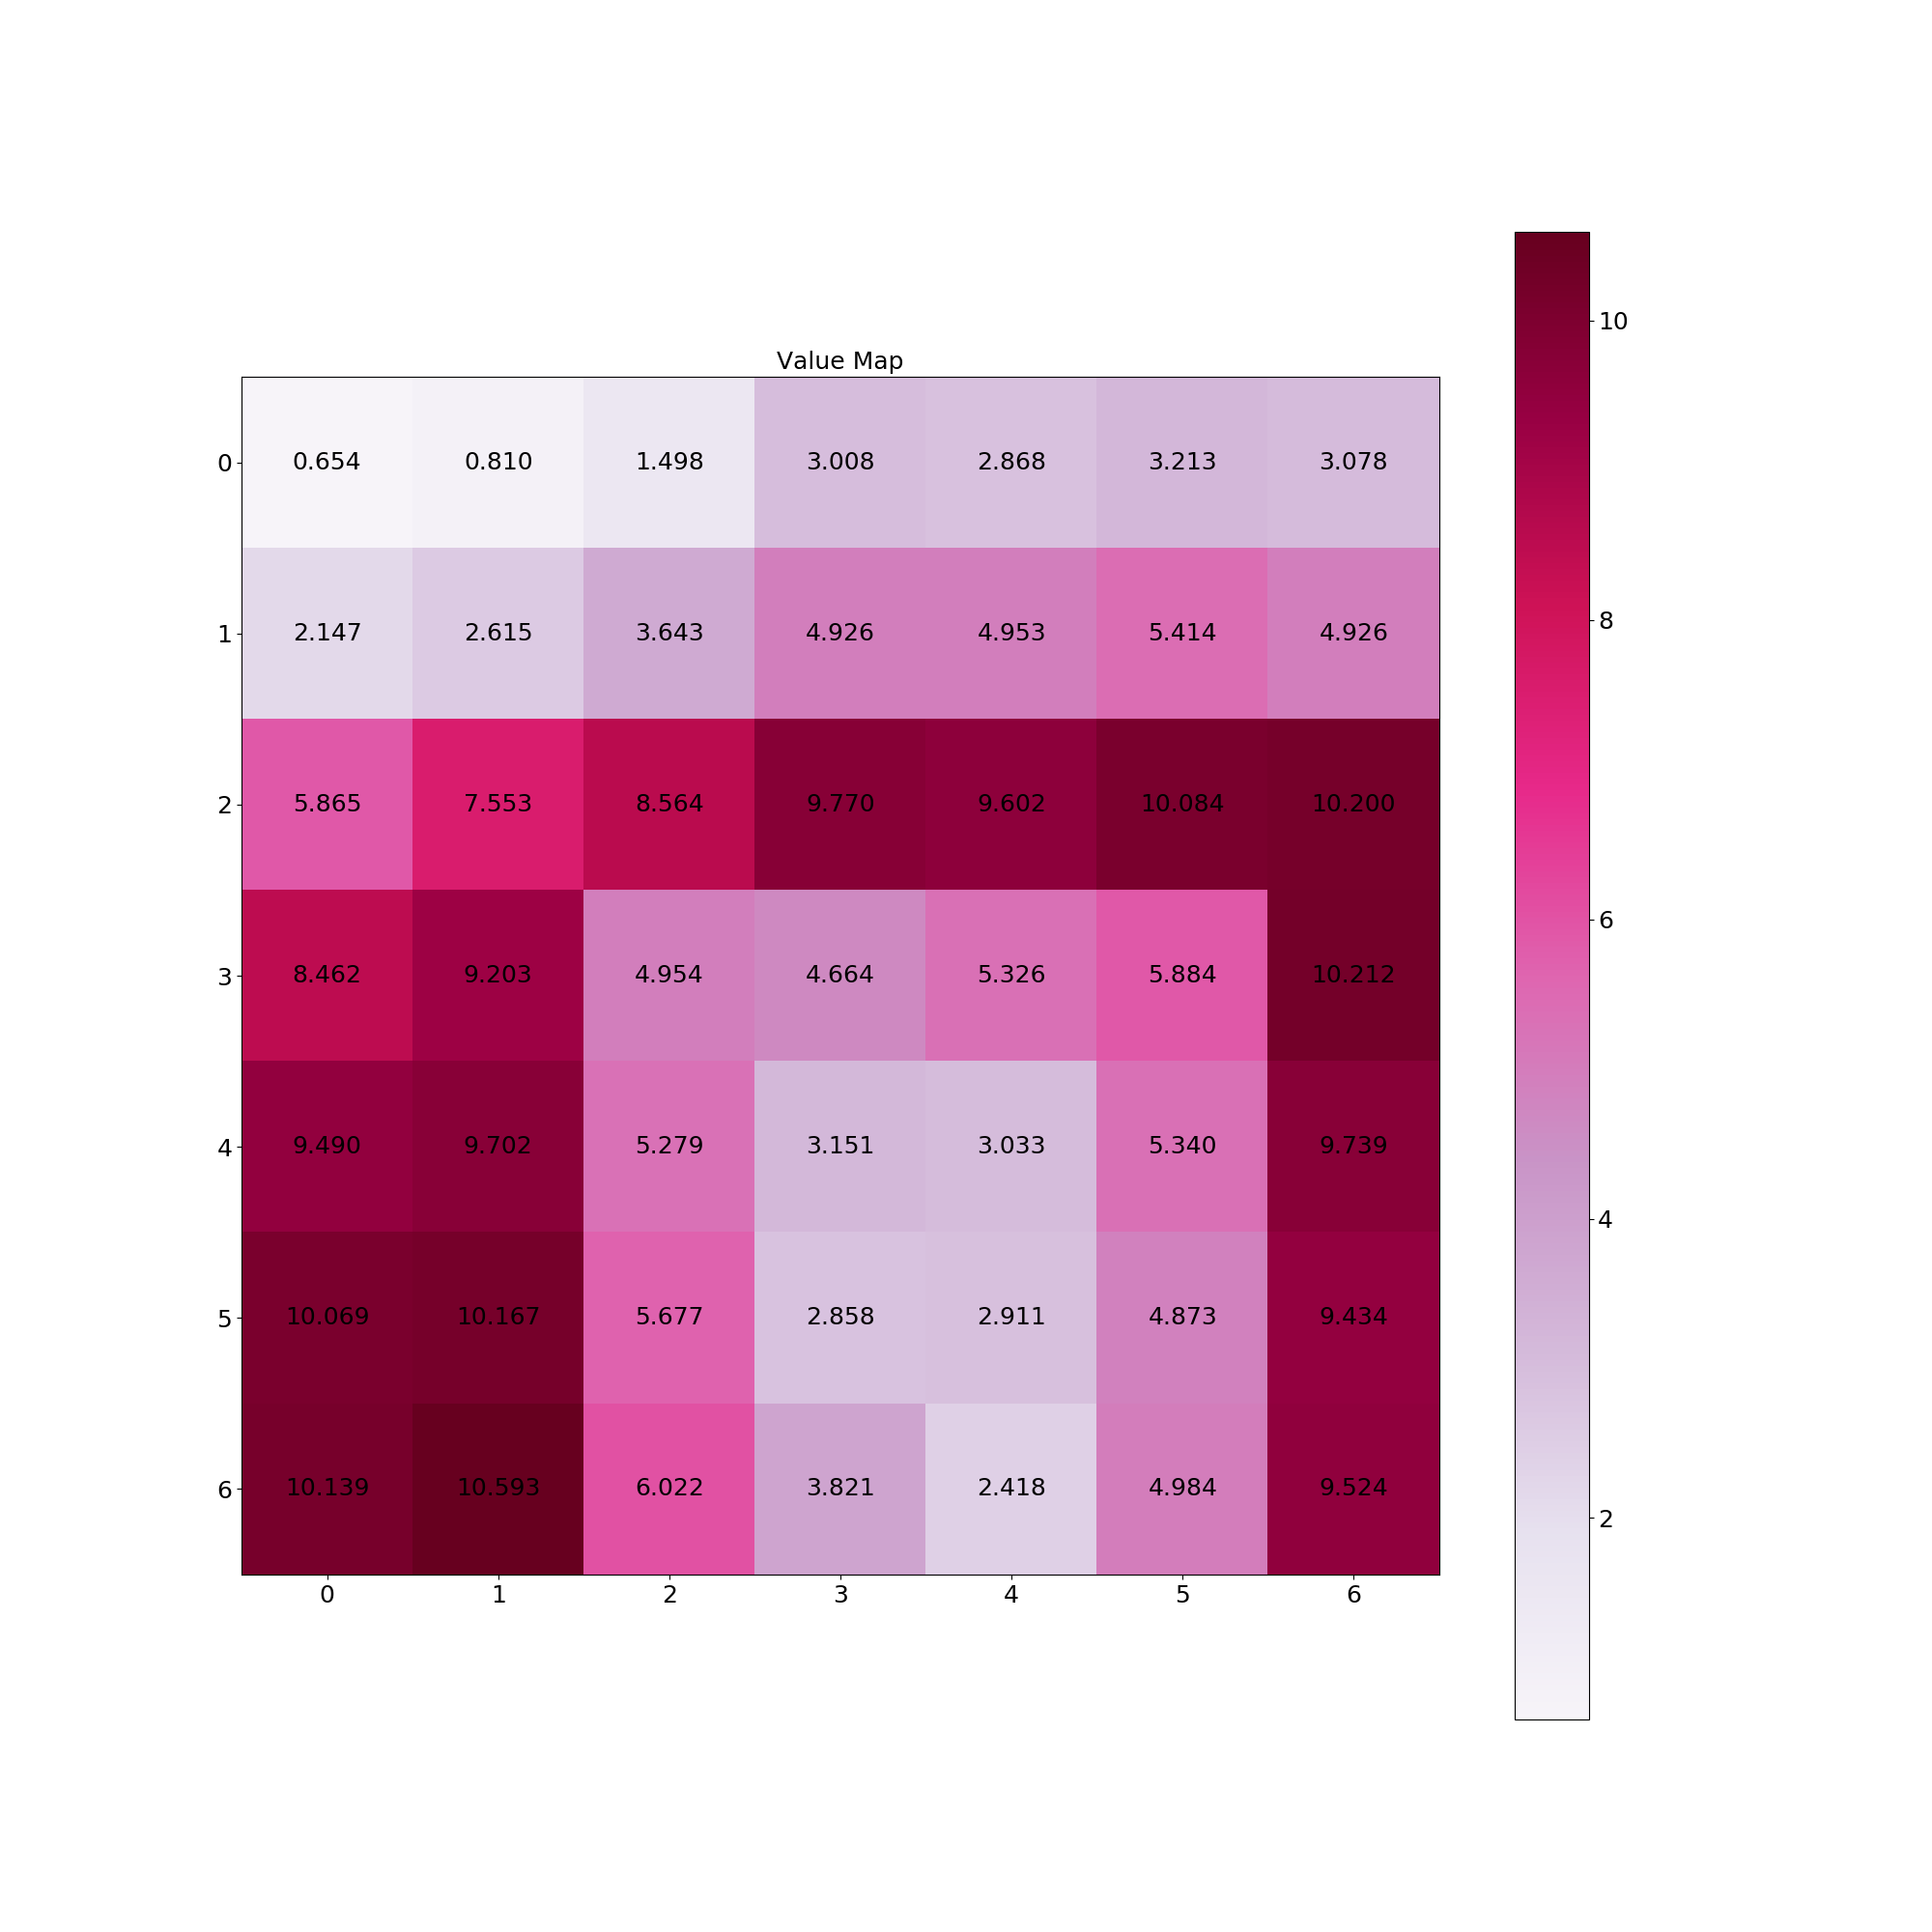 Value Map
10
0 0.654 0.810 1.498 3.008 2.868 3.213 3.078
1 2.147 2.615 3.643 4.926 4.953 5.414 4.926
8
2 5.865 7.553 8.564 9.770 9.602 10.084 10.200
6
3 8.462 9.203 4.954 4.664 5.326 5.884 10.212
4 9.490 9.702 5.279 3.151 3.033 5.340 9.739
4
5 10.069 10.167 5.677 2.858 2.911 4.873 9.434
6 10.139 10.593 6.022 3.821 2.418 4.984 9.524
2
0 1 2 3 4 5 6